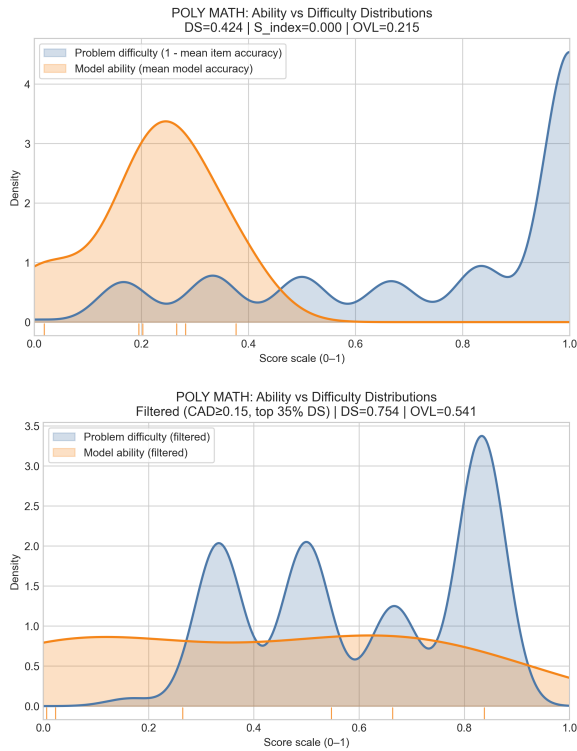 POLY MATH: Ability vs Difficulty Distributions
DS=0.424 | S_index=0.000 | OVL=0.215
Problem difficulty (1 - mean item accuracy)
Model ability (mean model accuracy)
Density
4
3
2
1
0
0.0 0.2 0.4 0.6 0.8 1.0
Score scale (0–1)
POLY MATH: Ability vs Difficulty Distributions
Filtered (CAD≥0.15, top 35% DS) | DS=0.754 | OVL=0.541
Problem difficulty (filtered)
Model ability (filtered)
Density
3.5
3.0
2.5
2.0
1.5
1.0
0.5
0.0
0.0 0.2 0.4 0.6 0.8 1.0
Score scale (0–1)